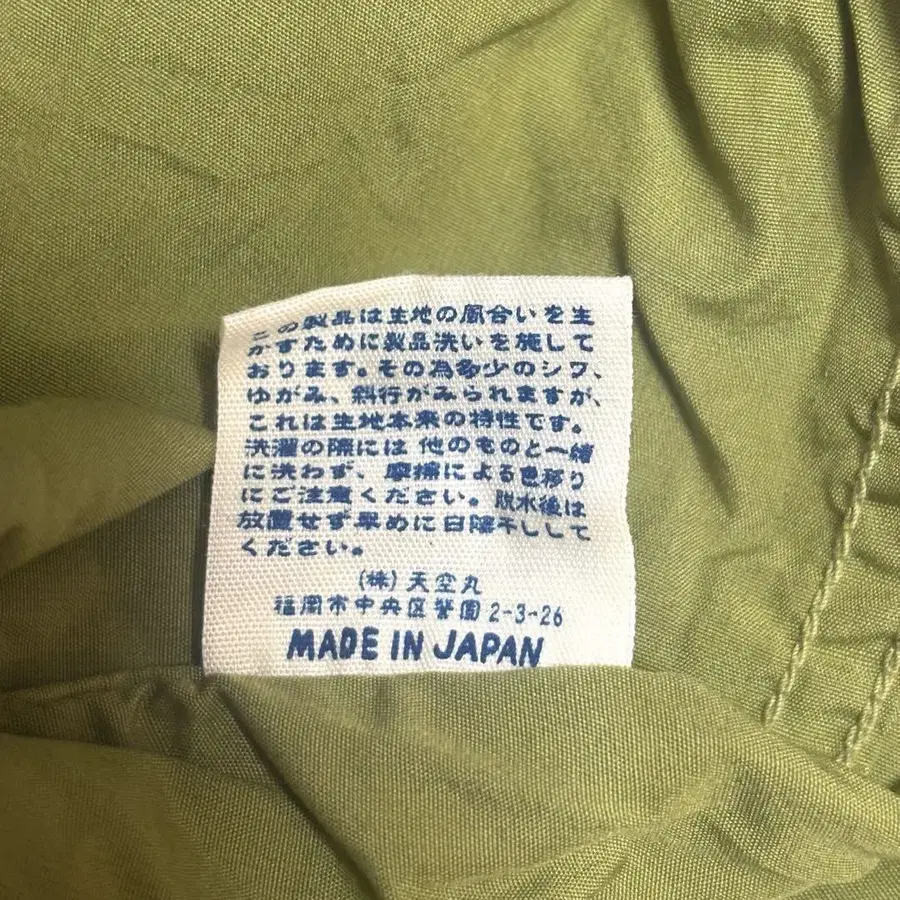 この製品は生地の風合いを生
かすために製品洗いを施して
おります。その為多少のシワ、
ゆがみ、斜行がみられますが、
これは生地本来の特性です。
洗濯の際には他のものと一緒
に洗わず、摩擦による色移り
にご注意ください。脱水後は
放置せず早めに日陰干しして
ください。
(株)天空丸
福岡市中央区警固2-3-26
MADE IN JAPAN